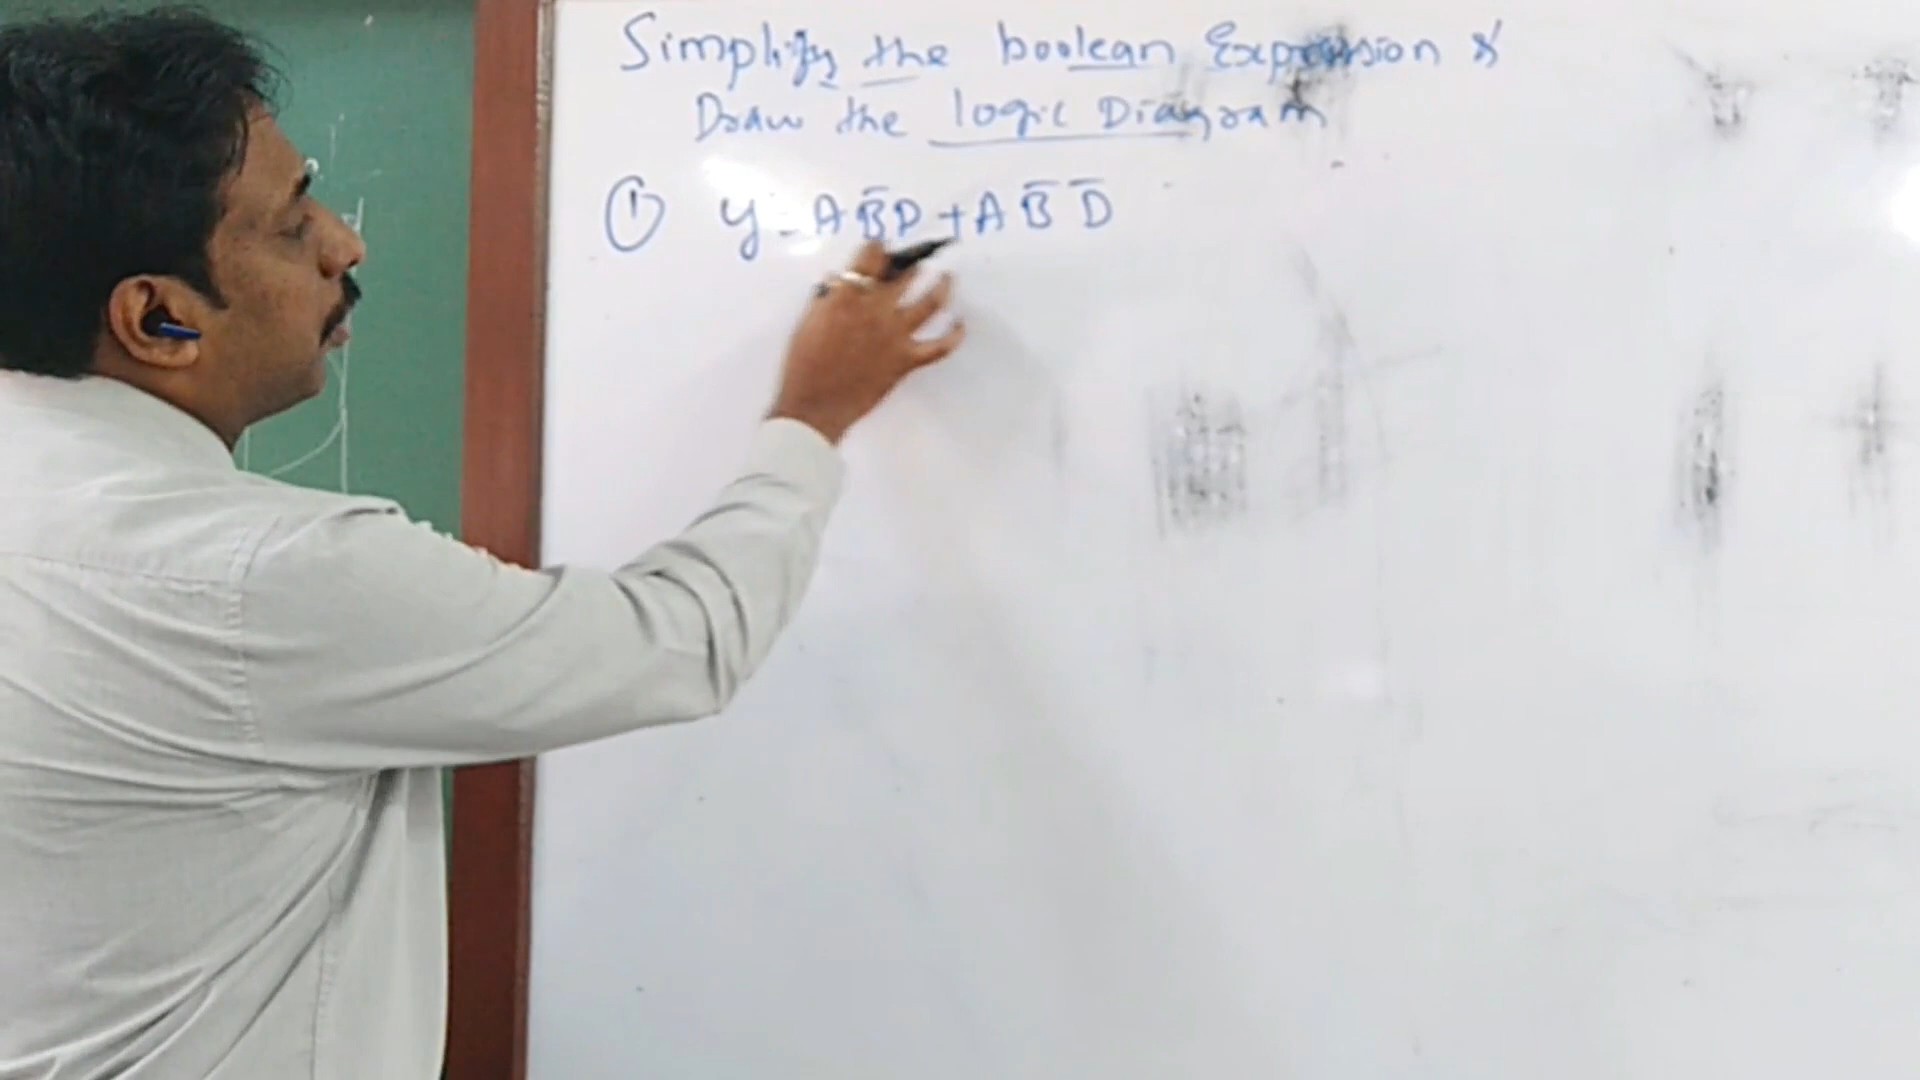 Simplify the boolean Expression &
Draw the logic Diagram
① y = A B̅ D + A B̅ D̅